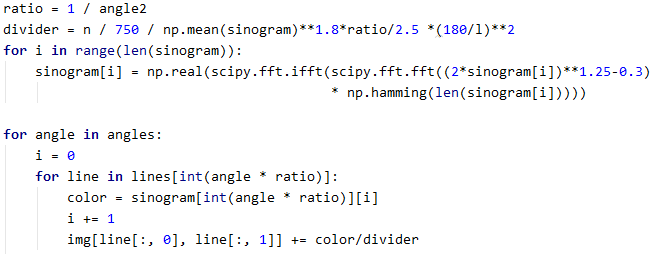 ratio = 1 / angle2
divider = n / 750 / np.mean(sinogram)**1.8*ratio/2.5 *(180/l)**2
for i in range(len(sinogram)):
    sinogram[i] = np.real(scipy.fft.ifft(scipy.fft.fft((2*sinogram[i])**1.25-0.3)
                                         * np.hamming(len(sinogram[i]))))

for angle in angles:
    i = 0
    for line in lines[int(angle * ratio)]:
        color = sinogram[int(angle * ratio)][i]
        i += 1
        img[line[:, 0], line[:, 1]] += color/divider